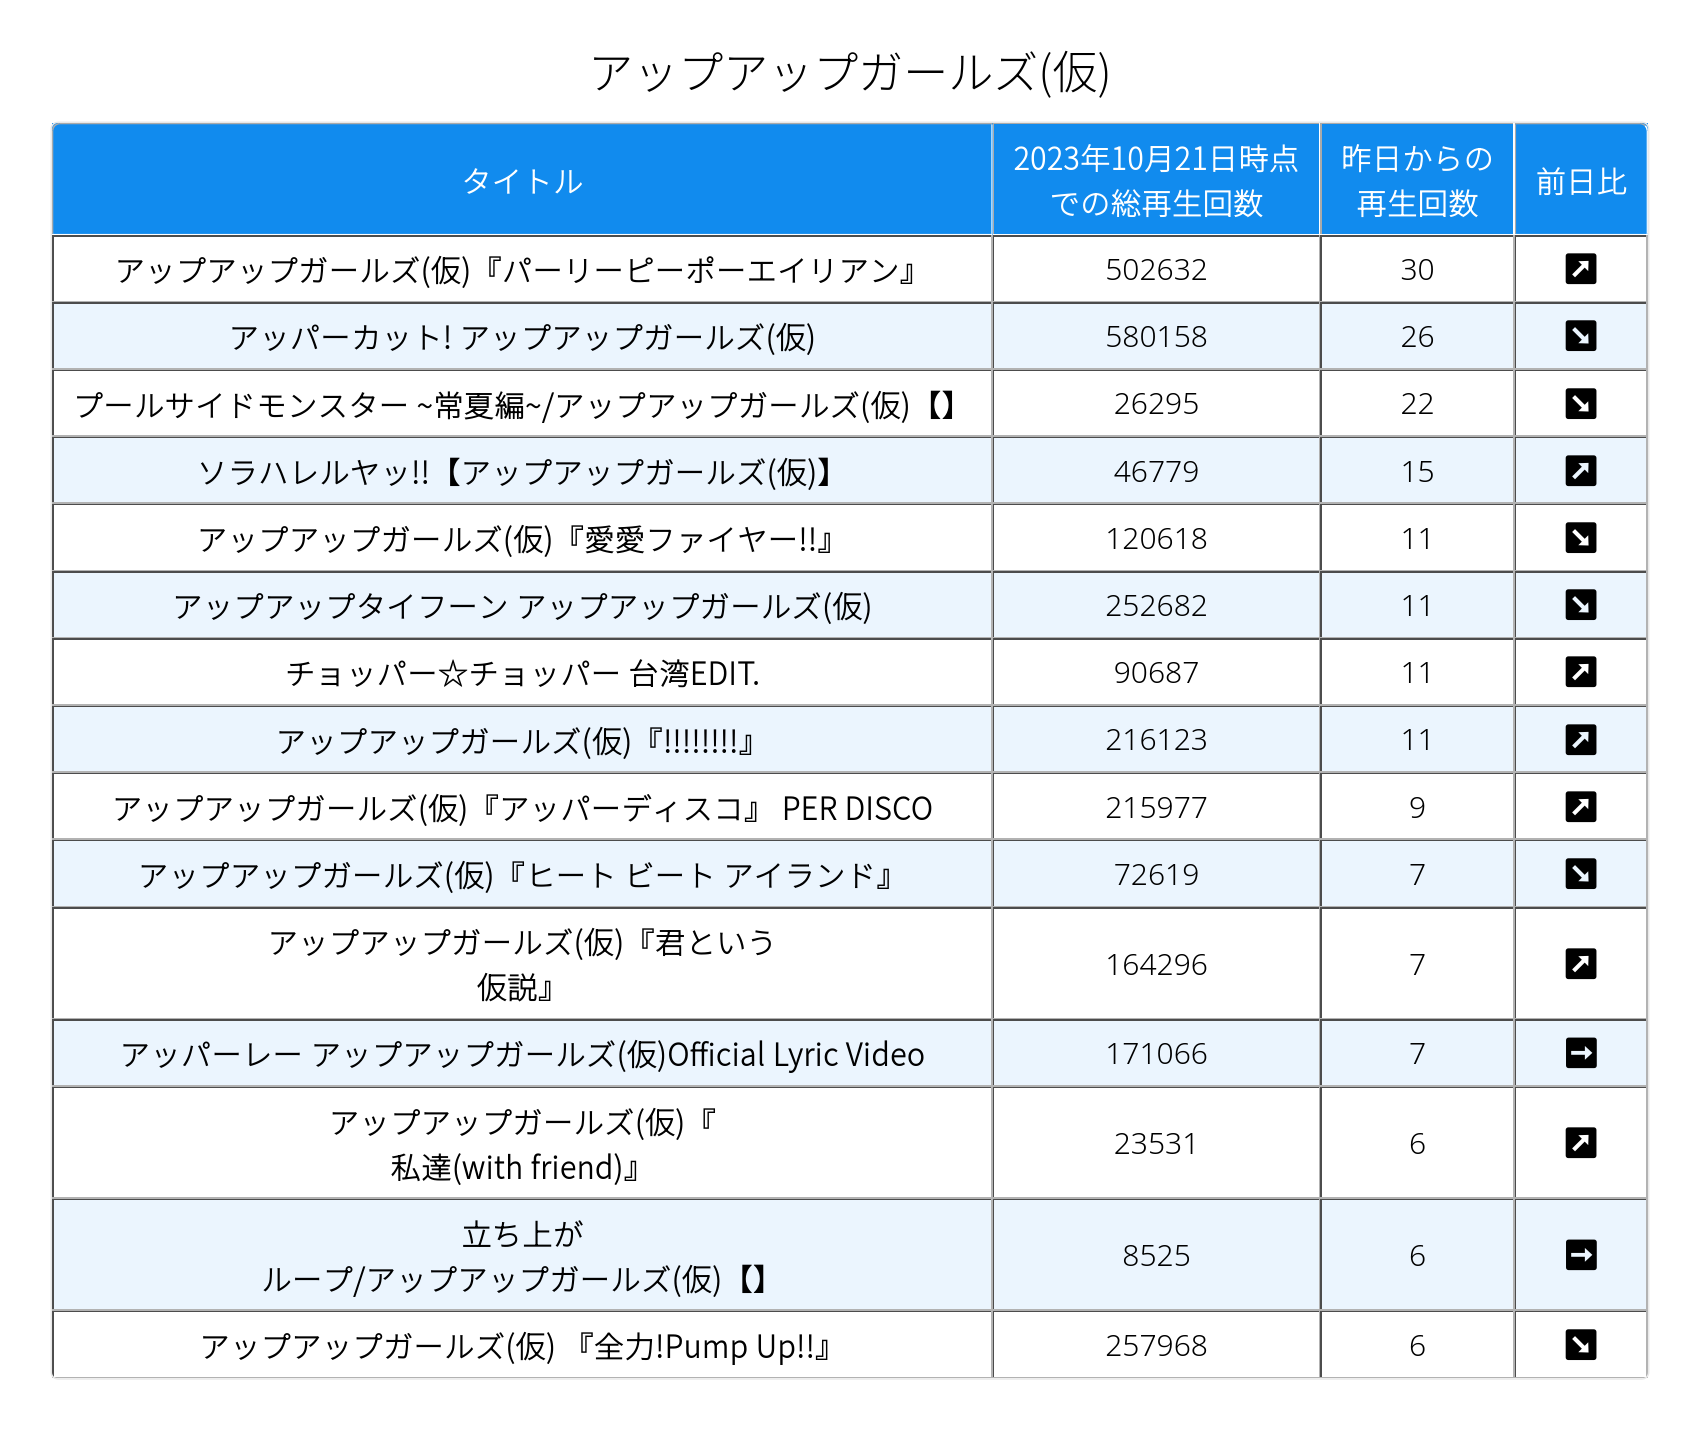 アップアップガールズ(仮)
タイトル
2023年10月21日時点
での総再生回数
昨日からの
再生回数
前日比
アップアップガールズ(仮)『パーリーピーポーエイリアン』 502632 30 ↗
アッパーカット! アップアップガールズ(仮) 580158 26 ↘
プールサイドモンスター ~常夏編~/アップアップガールズ(仮)【】 26295 22 ↘
ソラハレルヤッ!!【アップアップガールズ(仮)】 46779 15 ↗
アップアップガールズ(仮)『愛愛ファイヤー!!』 120618 11 ↘
アップアップタイフーン アップアップガールズ(仮) 252682 11 ↘
チョッパー☆チョッパー 台湾EDIT. 90687 11 ↗
アップアップガールズ(仮)『!!!!!!!!』 216123 11 ↗
アップアップガールズ(仮)『アッパーディスコ』 PER DISCO 215977 9 ↗
アップアップガールズ(仮)『ヒート ビート アイランド』 72619 7 ↘
アップアップガールズ(仮)『君という
仮説』 164296 7 ↗
アッパーレー アップアップガールズ(仮)Official Lyric Video 171066 7 →
アップアップガールズ(仮)『
私達(with friend)』 23531 6 ↗
立ち上が
ループ/アップアップガールズ(仮)【】 8525 6 →
アップアップガールズ(仮) 『全力!Pump Up!!』 257968 6 ↘